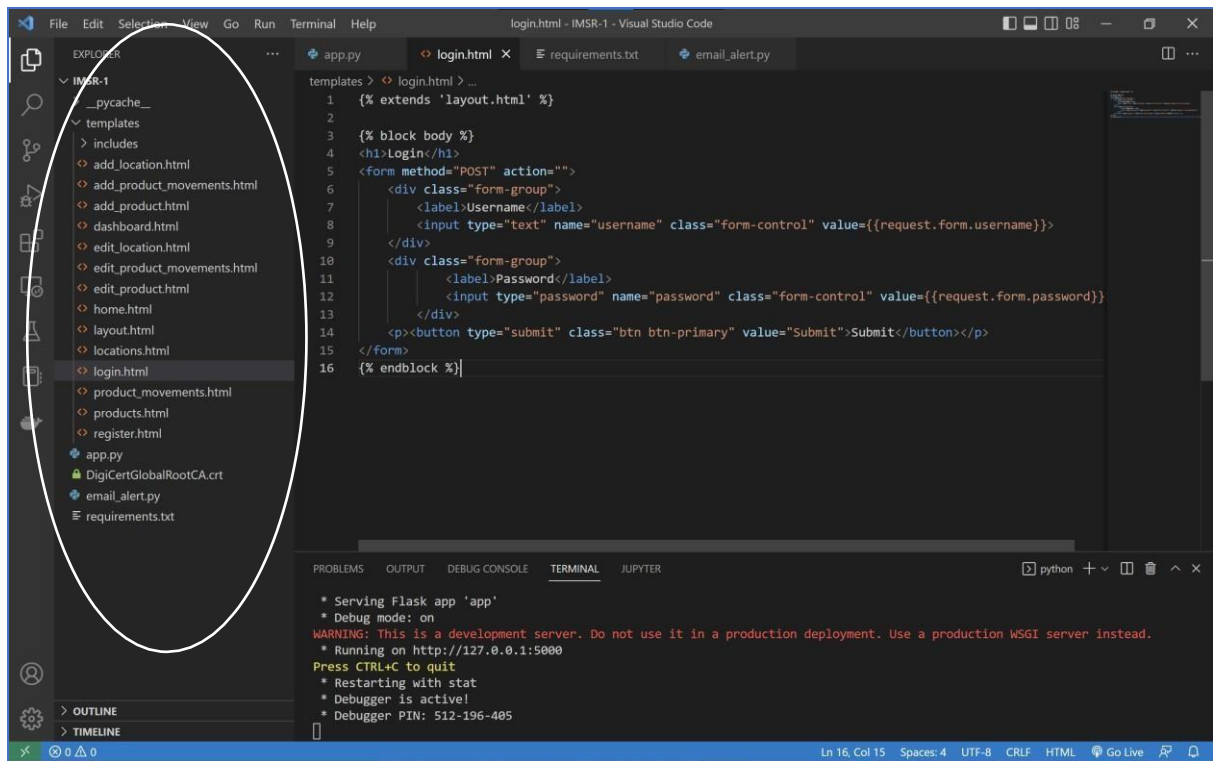 File Edit Selection View Go Run Terminal Help login.html - IMSR-1 - Visual Studio Code
EXPLORER ...
IMSR-1
__pycache__
templates
includes
add_location.html
add_product_movements.html
add_product.html
dashboard.html
edit_location.html
edit_product_movements.html
edit_product.html
home.html
layout.html
locations.html
login.html
product_movements.html
products.html
register.html
app.py
DigiCertGlobalRootCA.crt
email_alert.py
requirements.txt
OUTLINE
TIMELINE
app.py login.html requirements.txt email_alert.py
templates > login.html > ...
1 {% extends 'layout.html' %}
2
3 {% block body %}
4 <h1>Login</h1>
5 <form method="POST" action="">
6 <div class="form-group">
7 <label>Username</label>
8 <input type="text" name="username" class="form-control" value={{request.form.username}}>
9 </div>
10 <div class="form-group">
11 <label>Password</label>
12 <input type="password" name="password" class="form-control" value={{request.form.password}}
13 </div>
14 <p><button type="submit" class="btn btn-primary" value="Submit">Submit</button></p>
15 </form>
16 {% endblock %}
PROBLEMS OUTPUT DEBUG CONSOLE TERMINAL JUPYTER python
* Serving Flask app 'app'
* Debug mode: on
WARNING: This is a development server. Do not use it in a production deployment. Use a production WSGI server instead.
* Running on http://127.0.0.1:5000
Press CTRL+C to quit
* Restarting with stat
* Debugger is active!
* Debugger PIN: 512-196-405
0 0 Ln 16, Col 15 Spaces: 4 UTF-8 CRLF HTML Go Live